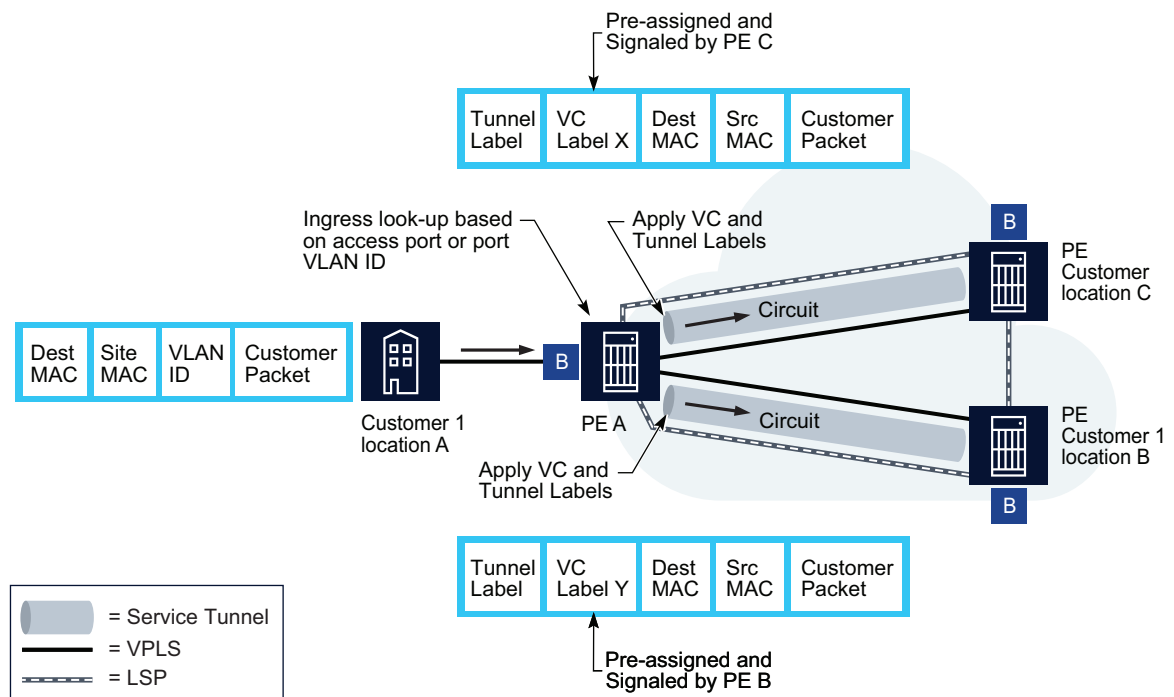 Pre-assigned and
Signaled by PE C
Tunnel
Label
VC
Label X
Dest
MAC
Src
MAC
Customer
Packet
Ingress look-up based
on access port or port
VLAN ID
Apply VC and
Tunnel Labels
B
PE
Customer
location C
Circuit
Dest
MAC
Site
MAC
VLAN
ID
Customer
Packet
B
Customer 1
location A
PE A
Circuit
PE
Customer 1
location B
Apply VC and
Tunnel Labels
B
Tunnel
Label
VC
Label Y
Dest
MAC
Src
MAC
Customer
Packet
Pre-assigned and
Signaled by PE B
= Service Tunnel
= VPLS
= LSP